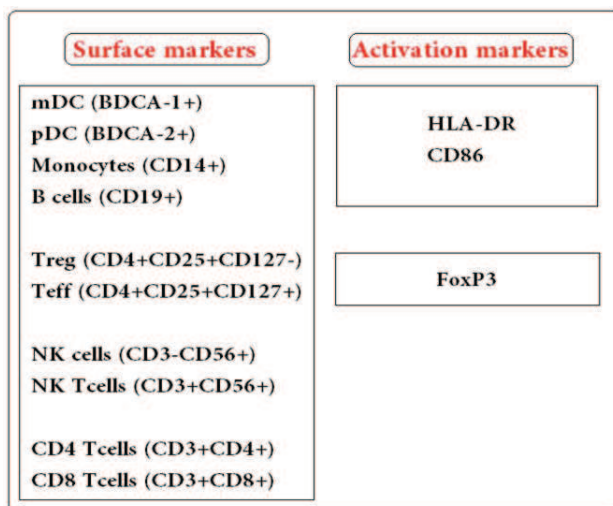 Surface markers
Activation markers
mDC (BDCA-1+)
pDC (BDCA-2+)
Monocytes (CD14+)
B cells (CD19+)
HLA-DR
CD86
Treg (CD4+CD25+CD127-)
Teff (CD4+CD25+CD127+)
FoxP3
NK cells (CD3-CD56+)
NK Tcells (CD3+CD56+)
CD4 Tcells (CD3+CD4+)
CD8 Tcells (CD3+CD8+)